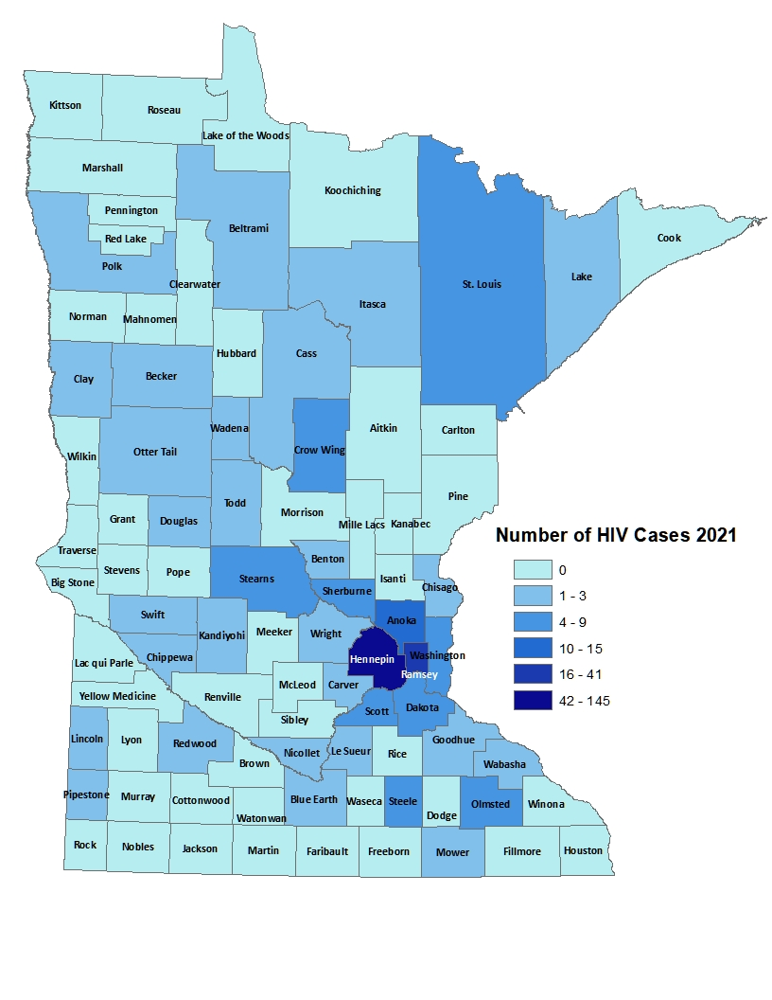 Kittson
Roseau
Lake of the Woods
Marshall
Koochiching
Pennington
Beltrami
Red Lake
Cook
Polk
Clearwater
St. Louis
Lake
Itasca
Norman
Mahnomen
Hubbard
Cass
Clay
Becker
Wadena
Aitkin
Carlton
Crow Wing
Otter Tail
Wilkin
Pine
Todd
Morrison
Grant
Douglas
Mille Lacs
Kanabec
Number of HIV Cases 2021
0
1 - 3
4 - 9
10 - 15
16 - 41
42 - 145
Traverse
Benton
Stevens
Pope
Stearns
Isanti
Big Stone
Sherburne
Chisago
Swift
Anoka
Meeker
Wright
Kandiyohi
Chippewa
Hennepin
Washington
Lac qui Parle
Ramsey
McLeod
Carver
Yellow Medicine
Renville
Dakota
Scott
Sibley
Lincoln
Lyon
Redwood
Goodhue
Nicollet
Le Sueur
Rice
Brown
Wabasha
Pipestone
Murray
Cottonwood
Blue Earth
Waseca
Steele
Olmsted
Winona
Dodge
Watonwan
Rock
Nobles
Jackson
Martin
Faribault
Freeborn
Mower
Fillmore
Houston